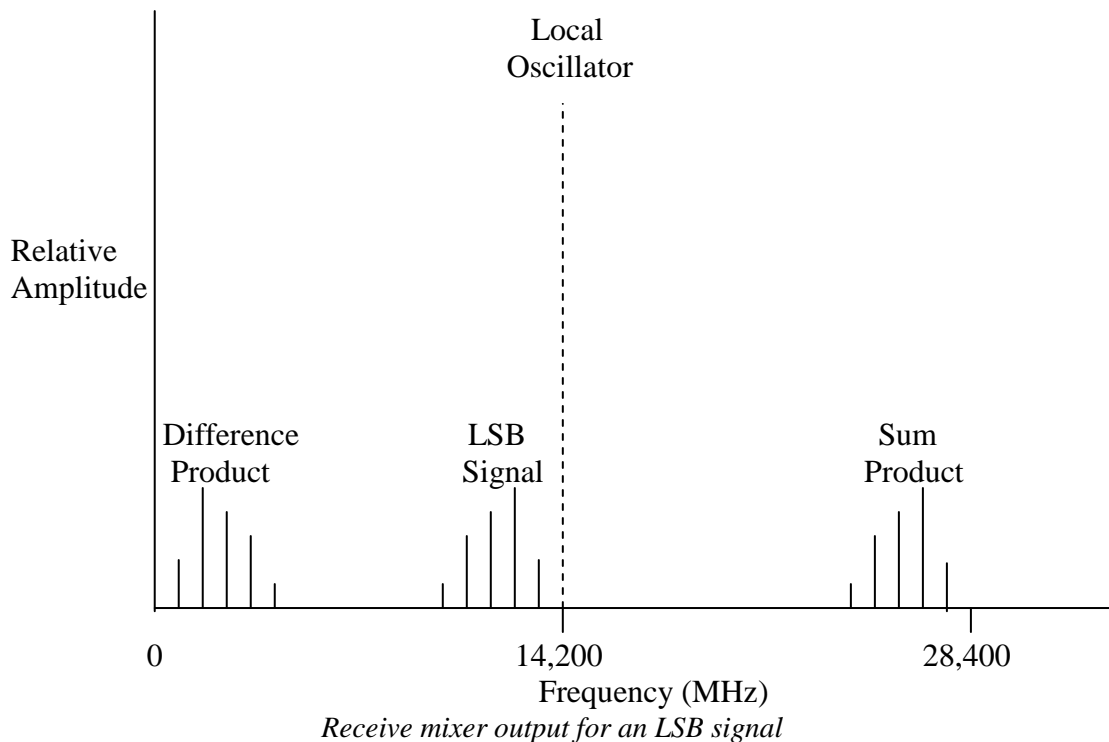 Local
Oscillator
Relative
Amplitude
Difference
Product
LSB
Signal
Sum
Product
0
14,200
28,400
Frequency (MHz)
Receive mixer output for an LSB signal